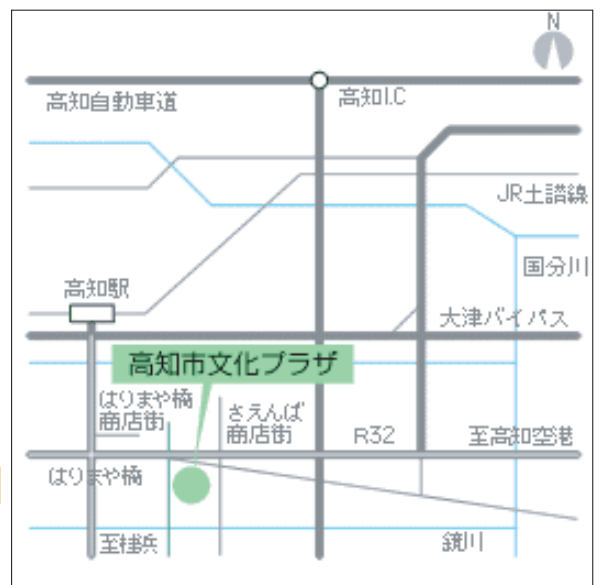 N
高知自動車道
高知I.C
JR土讃線
国分川
高知駅
大津バイパス
高知市文化プラザ
はりまや橋
商店街
さえんば
商店街
R32
至高知空港
はりまや橋
至桂浜
鏡川